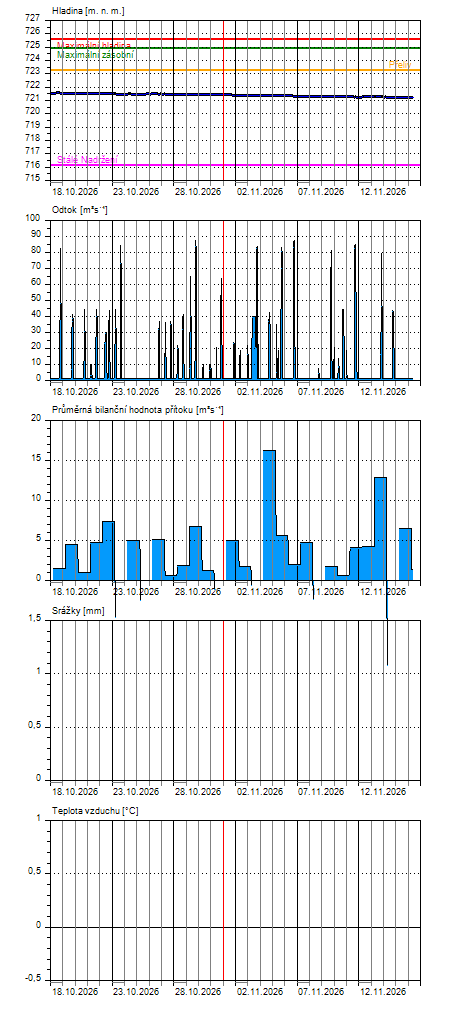 Hladina [m. n. m.]
727
726
725
724
723
722
721
720
719
718
717
716
715
Maximální hladina
Maximální zásobní
Přeliv
Stálé Nadržení
18.10.2026 23.10.2026 28.10.2026 02.11.2026 07.11.2026 12.11.2026
Odtok [m³s⁻¹]
100
90
80
70
60
50
40
30
20
10
0
18.10.2026 23.10.2026 28.10.2026 02.11.2026 07.11.2026 12.11.2026
Průměrná bilanční hodnota přítoku [m³s⁻¹]
20
15
10
5
0
18.10.2026 23.10.2026 28.10.2026 02.11.2026 07.11.2026 12.11.2026
Srážky [mm]
1,5
1
0,5
0
18.10.2026 23.10.2026 28.10.2026 02.11.2026 07.11.2026 12.11.2026
Teplota vzduchu [°C]
1
0,5
0
-0,5
18.10.2026 23.10.2026 28.10.2026 02.11.2026 07.11.2026 12.11.2026